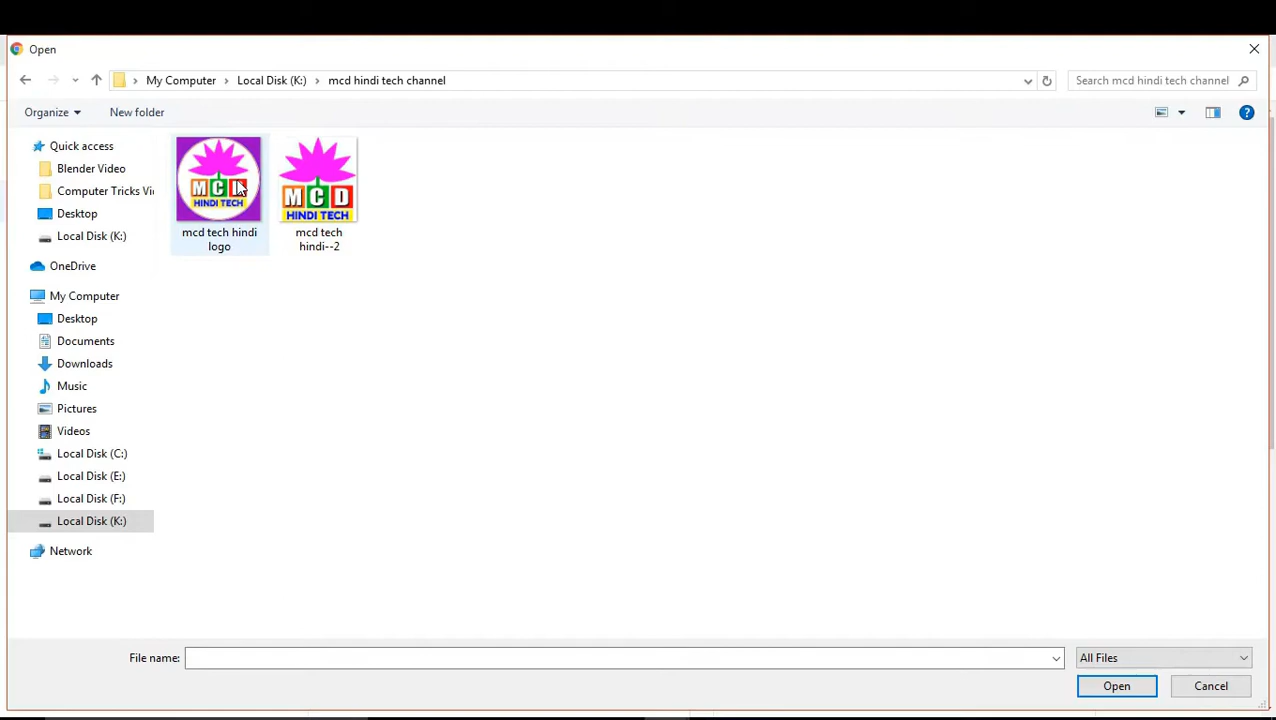 Open
My Computer Local Disk (K:) mcd hindi tech channel
Search mcd hindi tech channel
Organize New folder
Quick access
Blender Video
Computer Tricks Vi
Desktop
Local Disk (K:)
OneDrive
My Computer
Desktop
Documents
Downloads
Music
Pictures
Videos
Local Disk (C:)
Local Disk (E:)
Local Disk (F:)
Local Disk (K:)
Network
MCD
HINDI TECH
mcd tech hindi
logo
MCD
HINDI TECH
mcd tech
hindi--2
File name:
All Files
Open Cancel